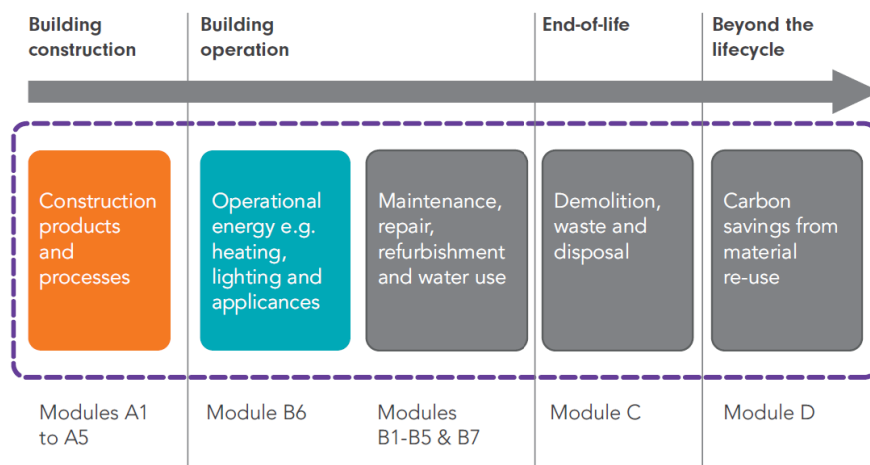 Building
construction
Building
operation
End-of-life
Beyond the
lifecycle
Construction
products
and
processes
Operational
energy e.g.
heating,
lighting and
applicances
Maintenance,
repair,
refurbishment
and water use
Demolition,
waste and
disposal
Carbon
savings from
material
re-use
Modules A1
to A5
Module B6
Modules
B1-B5 & B7
Module C
Module D